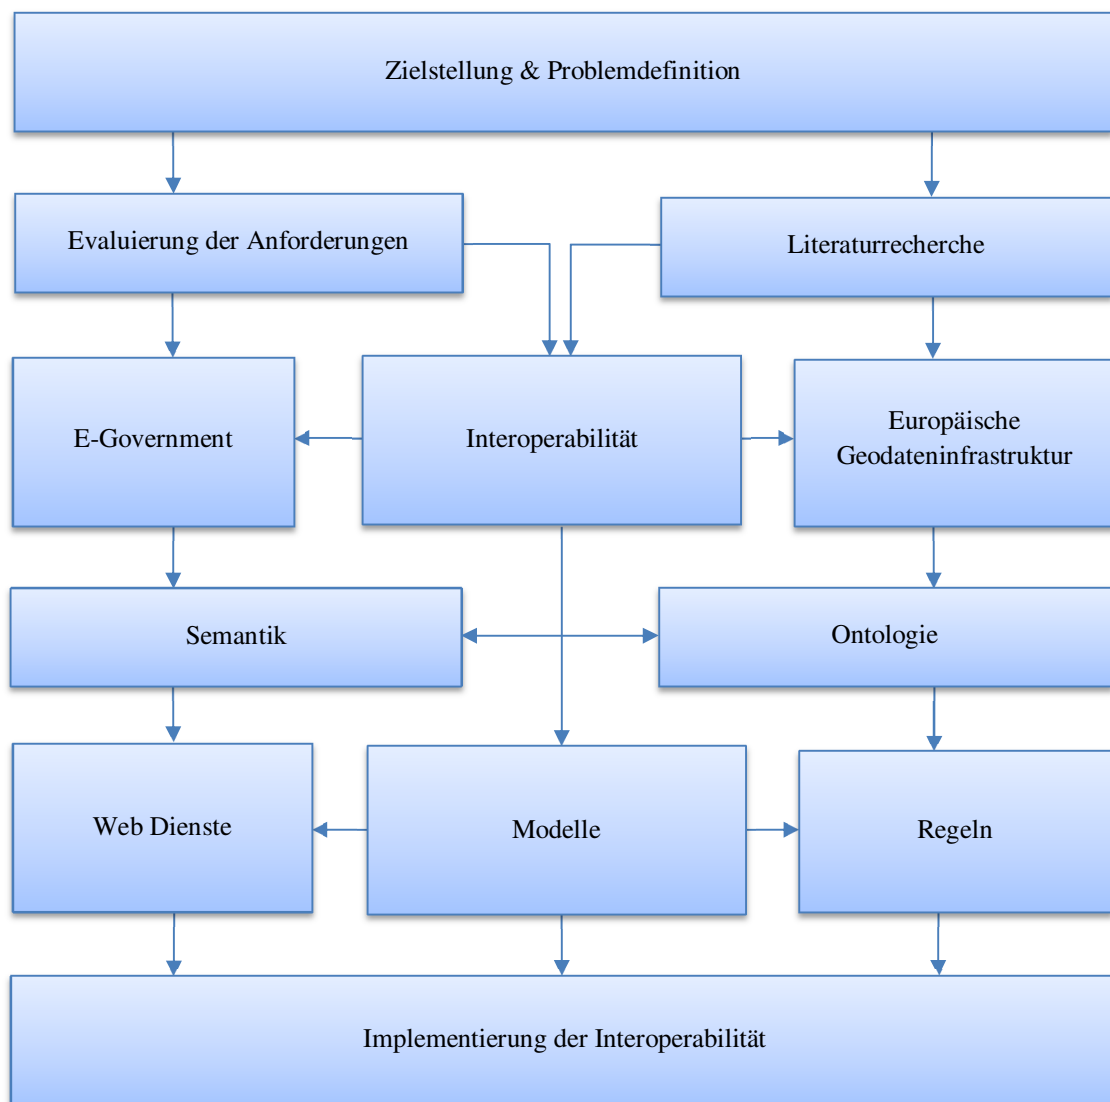 Zielstellung & Problemdefinition
Evaluierung der Anforderungen
Literaturrecherche
E-Government
Interoperabilität
Europäische
Geodateninfrastruktur
Semantik
Ontologie
Web Dienste
Modelle
Regeln
Implementierung der Interoperabilität